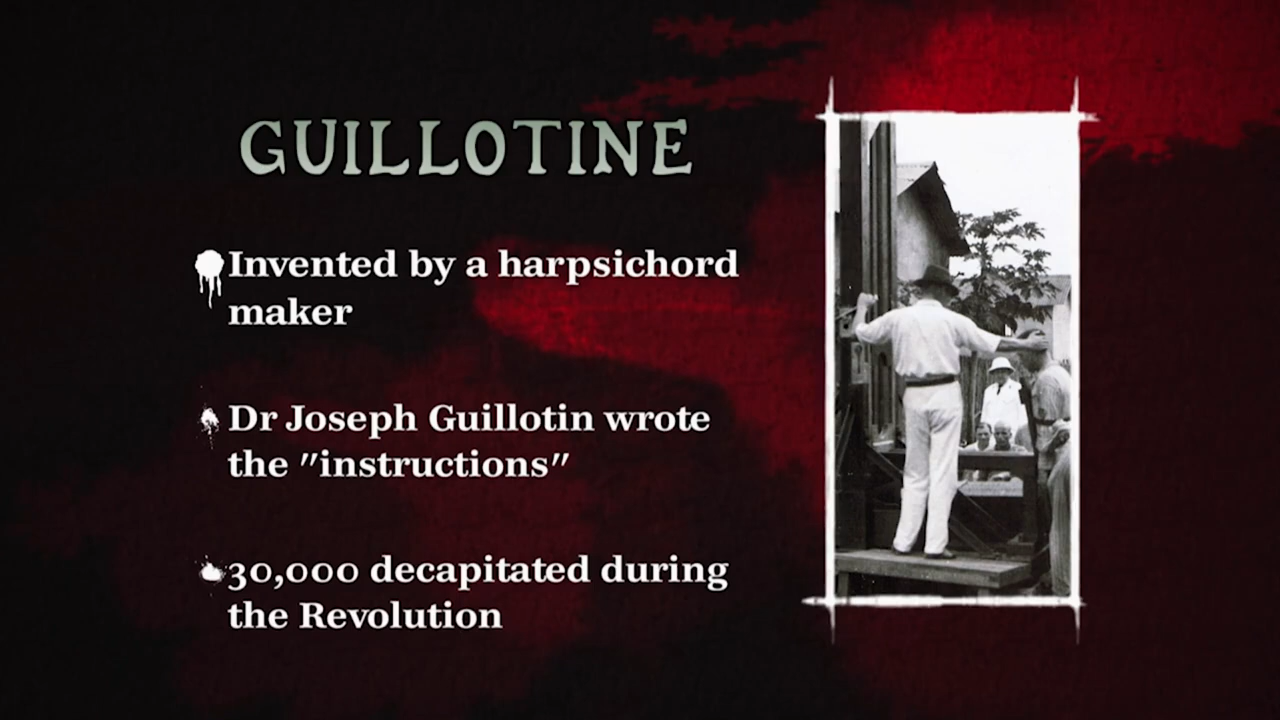 GUILLOTINE
Invented by a harpsichord
maker
Dr Joseph Guillotin wrote
the "instructions"
30,000 decapitated during
the Revolution